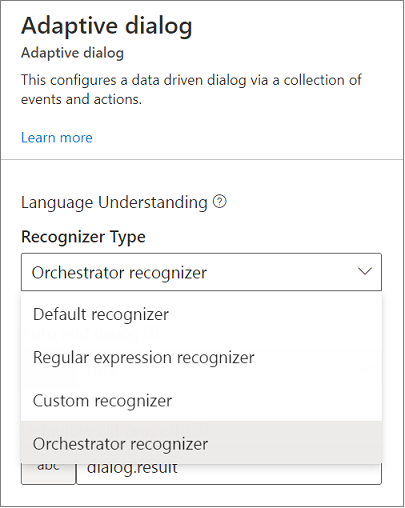 Adaptive dialog
Adaptive dialog
This configures a data driven dialog via a collection of
events and actions.
Learn more
Language Understanding ?
Recognizer Type
Orchestrator recognizer
Default recognizer
Regular expression recognizer
Custom recognizer
Orchestrator recognizer
abc dialog.result